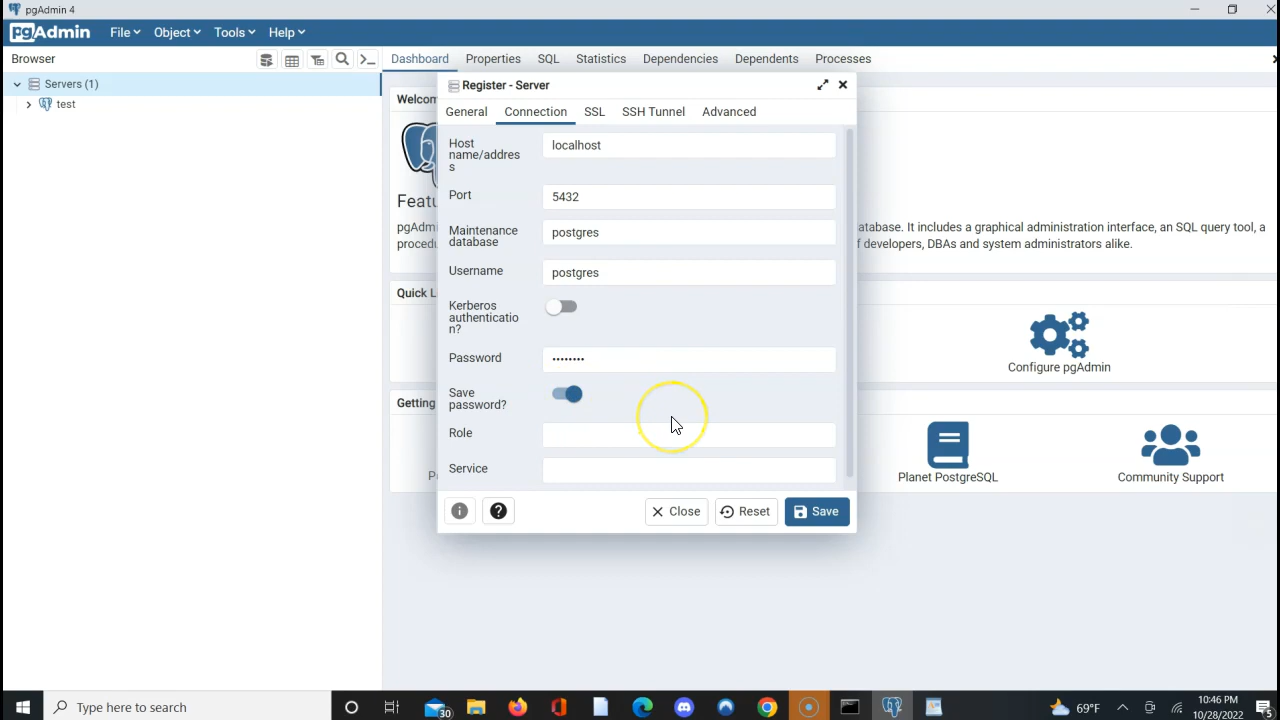 pgAdmin 4
pgAdmin File Object Tools Help
Browser
Dashboard Properties SQL Statistics Dependencies Dependents Processes
Servers (1)
test
Register - Server
General Connection SSL SSH Tunnel Advanced
Host
name/addres
s
localhost
Port
5432
Maintenance
database
postgres
Username
postgres
Kerberos
authenticatio
n?
Password
••••••••
Save
password?
Role
Service
Close Reset Save
Welcom
Featu
pgAdm
atabase. It includes a graphical administration interface, an SQL query tool, a
procedu
f developers, DBAs and system administrators alike.
Quick L
Configure pgAdmin
Getting
Planet PostgreSQL
Community Support
Type here to search
30
69°F
10:46 PM
10/28/2022